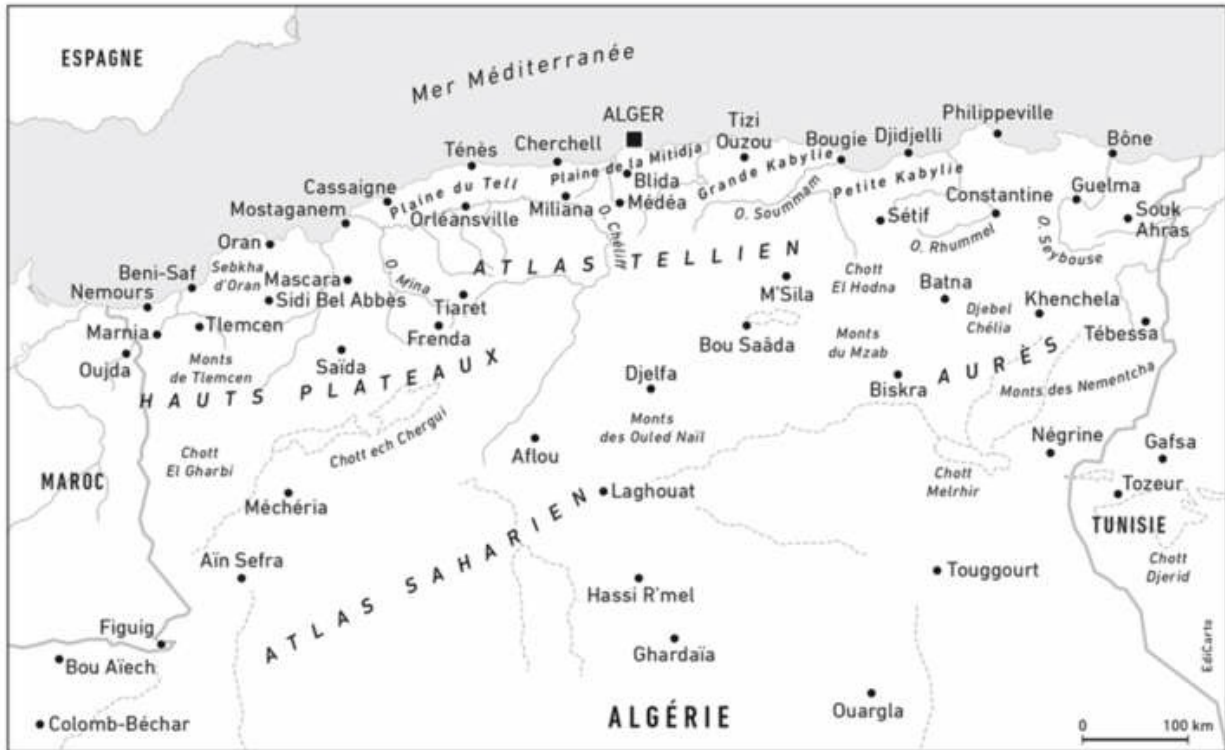 ESPAGNE
Mer Méditerranée
ALGER
Philippeville
Tizi
Ouzou
Bougie
Djidjelli
Bône
Cherchell
Ténès
Plaine de la Mitidja
Blida
Grande Kabylie
Petite Kabylie
Cassaigne
Plaine du Tell
Miliana
Médéa
O. Soummam
Constantine
Guelma
Mostaganem
Orléansville
O. Chéliff
Sétif
Souk
Ahras
O. Rhummel
O. Seybouse
Oran
Sebkha
d'Oran
Mascara
O. Mina
ATLAS TELLIEN
Beni-Saf
Nemours
Sidi Bel Abbès
Tiaret
M'Sila
Chott
El Hodna
Batna
Djebel
Chélia
Khenchela
Marnia
Tlemcen
Frenda
Bou Saâda
Monts
du Mzab
Tébessa
Oujda
Monts
de Tlemcen
Saïda
HAUTS PLATEAUX
Djelfa
Biskra
AURÈS
Monts des Nementcha
Monts
des Ouled Naïl
Chott
El Gharbi
Chott ech Chergui
Aflou
Négrine
Gafsa
MAROC
Méchéria
Laghouat
Chott
Melrhir
Tozeur
TUNISIE
Aïn Sefra
ATLAS SAHARIEN
Hassi R'mel
Touggourt
Chott
Djerid
Figuig
Bou Aïech
Ghardaïa
EdiCarto
Colomb-Béchar
ALGÉRIE
Ouargla
0 100 km